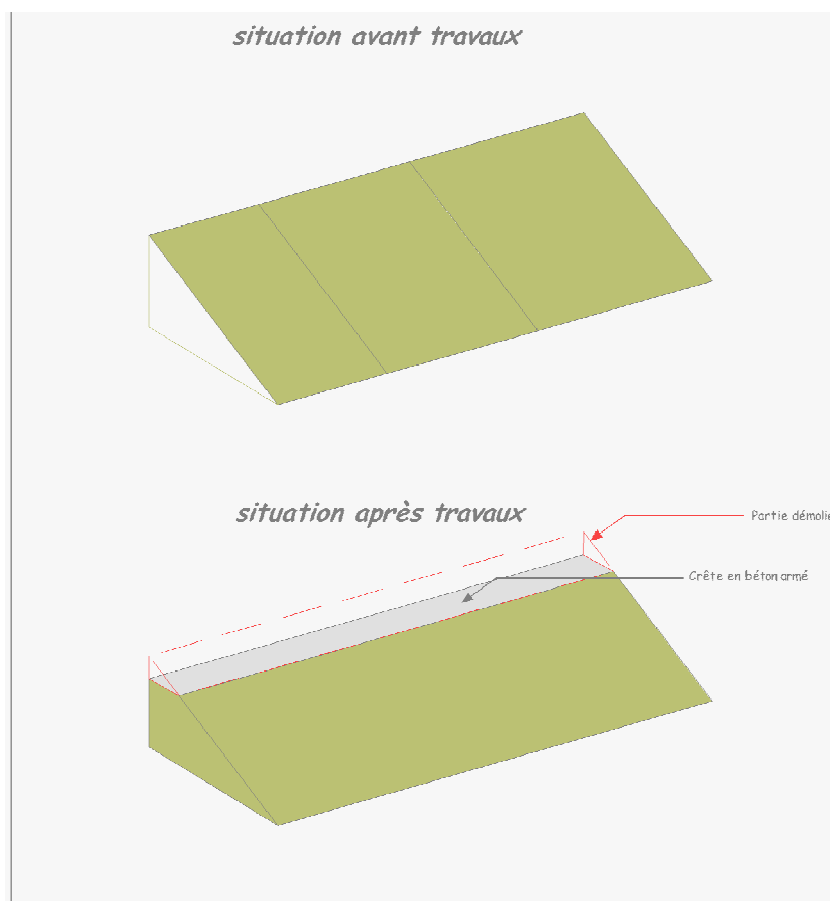 situation avant travaux
situation après travaux
Partie démolie
Crête en béton armé